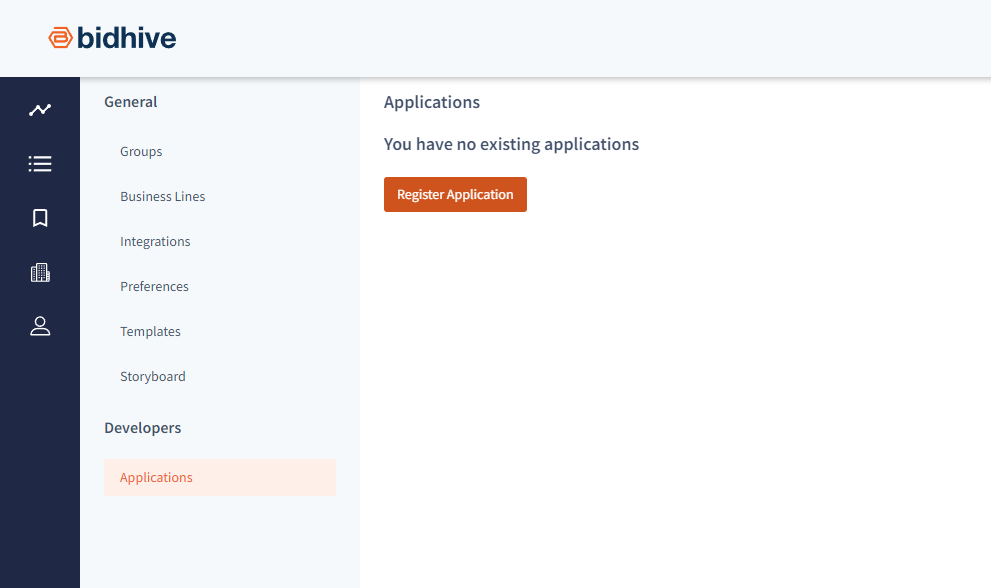 bidhive
General
Groups
Business Lines
Integrations
Preferences
Templates
Storyboard
Developers
Applications
Applications
You have no existing applications
Register Application